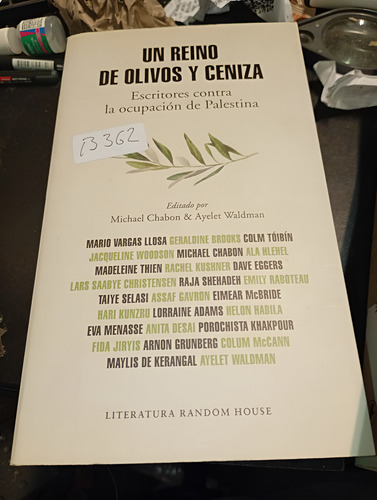 UN REINO
DE OLIVOS Y CENIZA
Escritores contra
la ocupación de Palestina
B362
Editado por
Michael Chabon & Ayelet Waldman
MARIO VARGAS LLOSA GERALDINE BROOKS COLM TÓIBÍN
JACQUELINE WOODSON MICHAEL CHABON ALA HLEHEL
MADELEINE THIEN RACHEL KUSHNER DAVE EGGERS
LARS SAABYE CHRISTENSEN RAJA SHEHADEH EMILY RABOTEAU
TAIYE SELASI ASSAF GAVRON EIMEAR McBRIDE
HARI KUNZRU LORRAINE ADAMS HELON HABILA
EVA MENASSE ANITA DESAI POROCHISTA KHAKPOUR
FIDA JIRYIS ARNON GRUNBERG COLUM McCANN
MAYLIS DE KERANGAL AYELET WALDMAN
LITERATURA RANDOM HOUSE